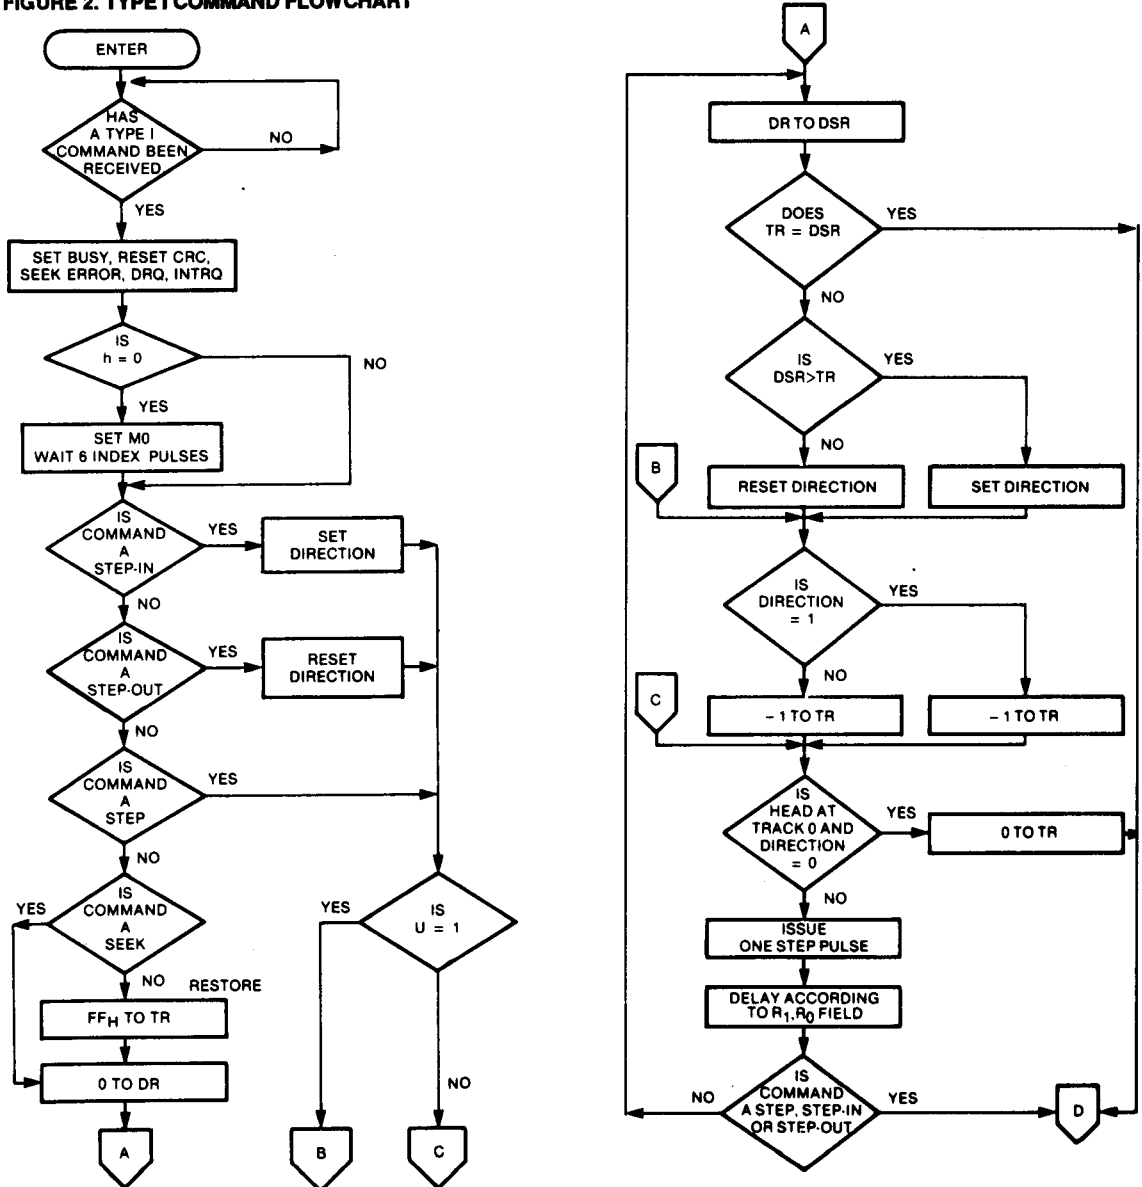 FIGURE 2. TYPE I COMMAND FLOWCHART
ENTER
HAS
A TYPE I
COMMAND BEEN
RECEIVED
NO
YES
SET BUSY, RESET CRC,
SEEK ERROR, DRQ, INTRQ
IS
h = 0
NO
YES
SET M0
WAIT 6 INDEX PULSES
IS
COMMAND
A
STEP-IN
YES
SET
DIRECTION
NO
IS
COMMAND
A
STEP-OUT
YES
RESET
DIRECTION
NO
IS
COMMAND
A
STEP
YES
NO
IS
COMMAND
A
SEEK
YES
NO
RESTORE
FFH TO TR
0 TO DR
A
IS
U = 1
YES
NO
B
C
A
DR TO DSR
DOES
TR = DSR
YES
NO
IS
DSR>TR
YES
NO
B
RESET DIRECTION
SET DIRECTION
IS
DIRECTION
= 1
YES
NO
C
- 1 TO TR
- 1 TO TR
IS
HEAD AT
TRACK 0 AND
DIRECTION
= 0
YES
0 TO TR
NO
ISSUE
ONE STEP PULSE
DELAY ACCORDING
TO R1,R0 FIELD
IS
COMMAND
A STEP, STEP-IN
OR STEP-OUT
NO
YES
D